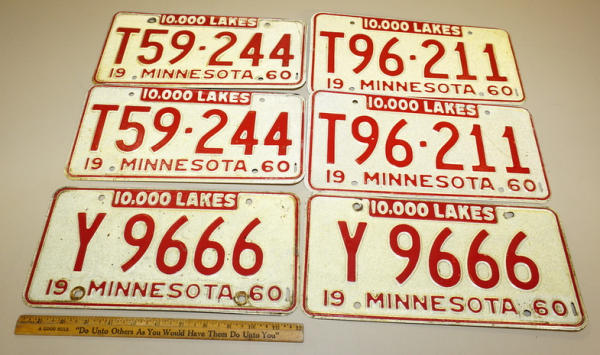 10.000 LAKES
T59·244
19 MINNESOTA 60
10.000 LAKES
T96·211
19 MINNESOTA 60
10.000 LAKES
T59·244
19 MINNESOTA 60
10.000 LAKES
T96·211
19 MINNESOTA 60
10.000 LAKES
Y 9666
19 MINNESOTA 60
10.000 LAKES
Y 9666
19 MINNESOTA 60
A GOOD RULE "Do Unto Others As You Would Have Them Do Unto You"